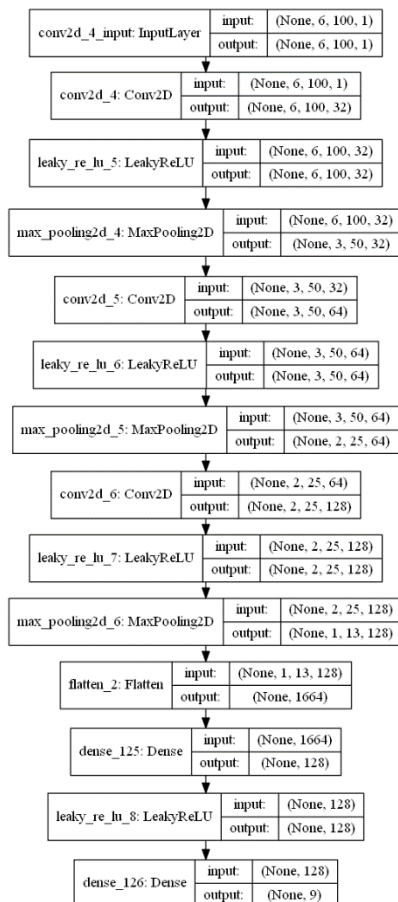 conv2d_4_input: InputLayer input: (None, 6, 100, 1)
output: (None, 6, 100, 1)
conv2d_4: Conv2D input: (None, 6, 100, 1)
output: (None, 6, 100, 32)
leaky_re_lu_5: LeakyReLU input: (None, 6, 100, 32)
output: (None, 6, 100, 32)
max_pooling2d_4: MaxPooling2D input: (None, 6, 100, 32)
output: (None, 3, 50, 32)
conv2d_5: Conv2D input: (None, 3, 50, 32)
output: (None, 3, 50, 64)
leaky_re_lu_6: LeakyReLU input: (None, 3, 50, 64)
output: (None, 3, 50, 64)
max_pooling2d_5: MaxPooling2D input: (None, 3, 50, 64)
output: (None, 2, 25, 64)
conv2d_6: Conv2D input: (None, 2, 25, 64)
output: (None, 2, 25, 128)
leaky_re_lu_7: LeakyReLU input: (None, 2, 25, 128)
output: (None, 2, 25, 128)
max_pooling2d_6: MaxPooling2D input: (None, 2, 25, 128)
output: (None, 1, 13, 128)
flatten_2: Flatten input: (None, 1, 13, 128)
output: (None, 1664)
dense_125: Dense input: (None, 1664)
output: (None, 128)
leaky_re_lu_8: LeakyReLU input: (None, 128)
output: (None, 128)
dense_126: Dense input: (None, 128)
output: (None, 9)